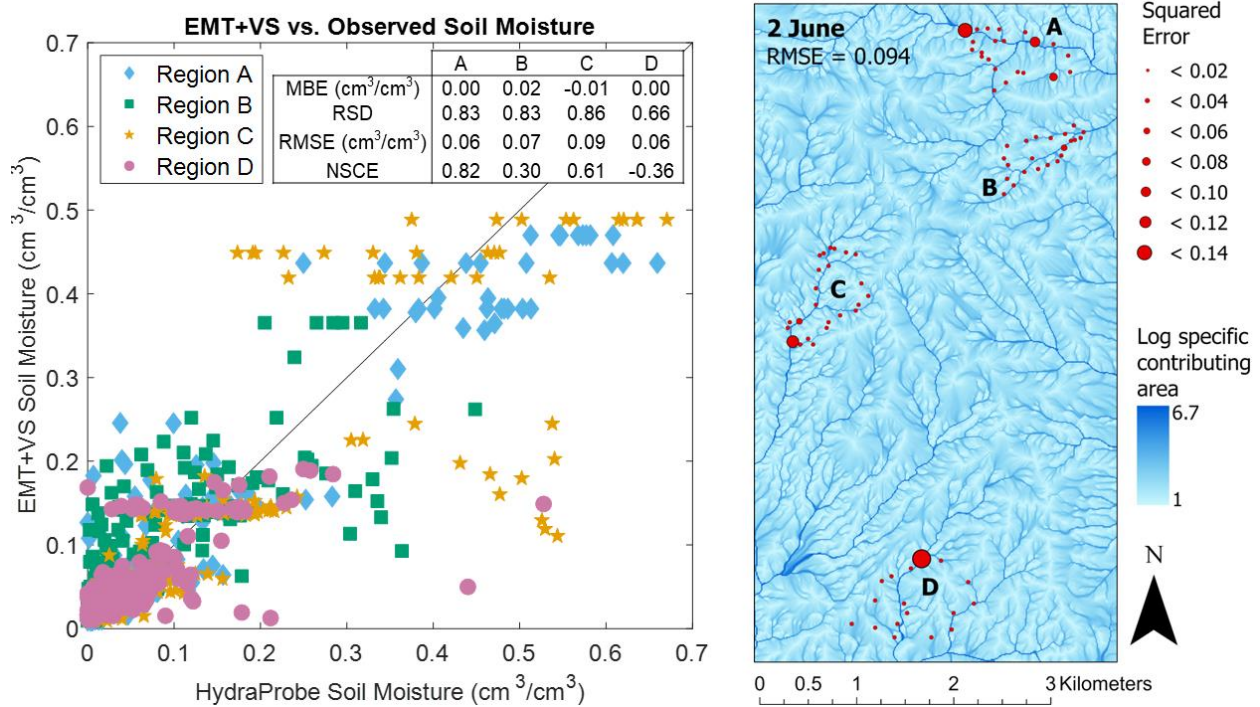 EMT+VS vs. Observed Soil Moisture
EMT+VS Soil Moisture (cm³/cm³)
0.7
0.6
0.5
0.4
0.3
0.2
0.1
0
Region A
Region B
Region C
Region D
A B C D
MBE (cm³/cm³) 0.00 0.02 -0.01 0.00
RSD 0.83 0.83 0.86 0.66
RMSE (cm³/cm³) 0.06 0.07 0.09 0.06
NSCE 0.82 0.30 0.61 -0.36
0 0.1 0.2 0.3 0.4 0.5 0.6 0.7
HydraProbe Soil Moisture (cm³/cm³)
2 June
RMSE = 0.094
A
B
C
D
0 0.5 1 2 3 Kilometers
Squared
Error
< 0.02
< 0.04
< 0.06
< 0.08
< 0.10
< 0.12
< 0.14
Log specific
contributing
area
6.7
1
N